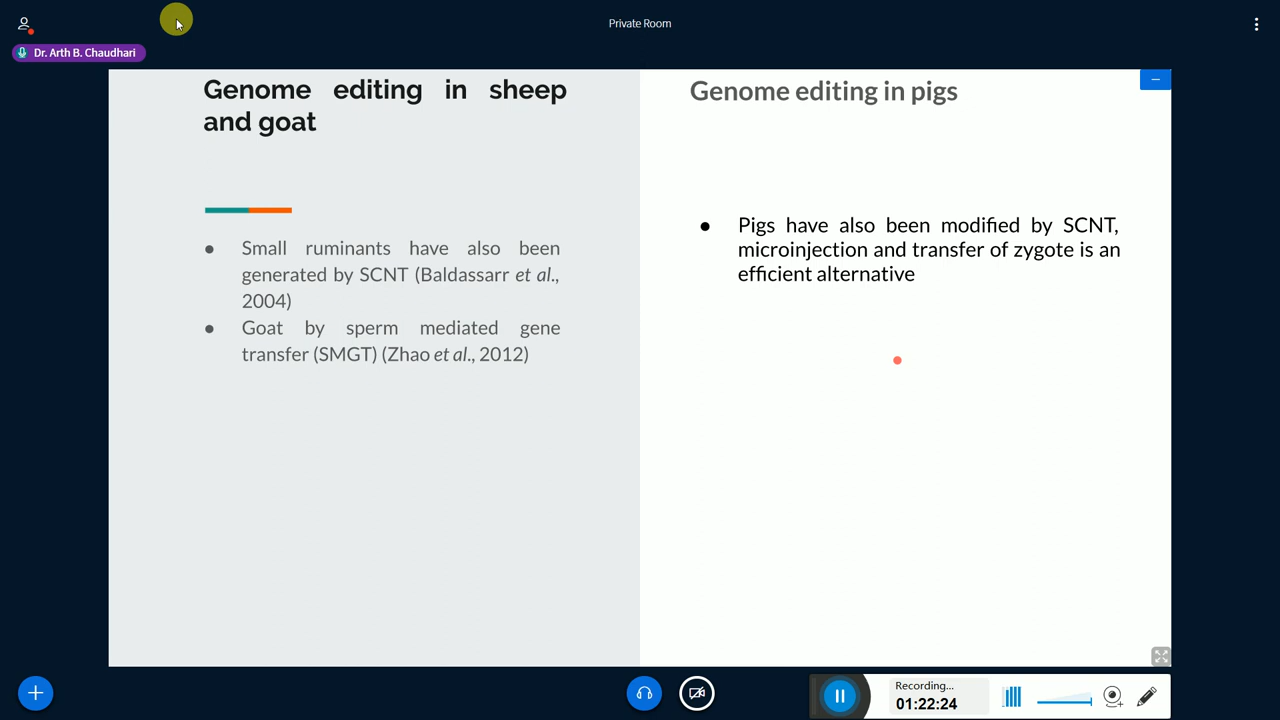 Private Room
Dr. Arth B. Chaudhari
Genome editing in sheep
and goat
Small ruminants have also been
generated by SCNT (Baldassarr et al.,
2004)
Goat by sperm mediated gene
transfer (SMGT) (Zhao et al., 2012)
Genome editing in pigs
Pigs have also been modified by SCNT,
microinjection and transfer of zygote is an
efficient alternative
Recording...
01:22:24